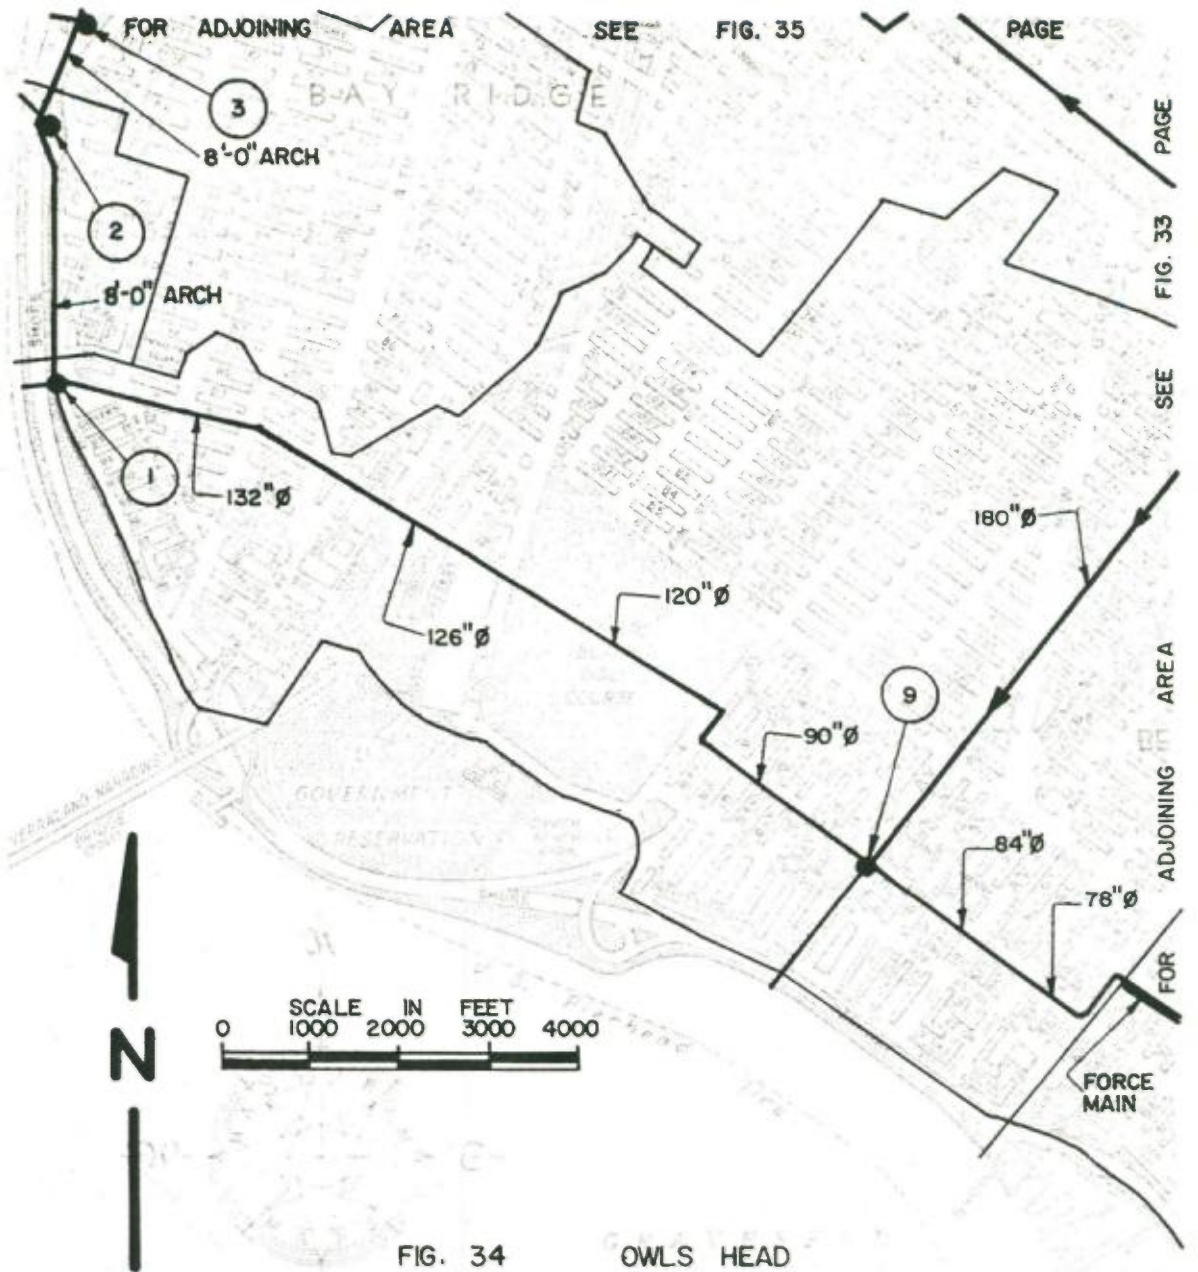 FOR ADJOINING AREA SEE FIG. 35 PAGE
BAY RIDGE
3
8'-0" ARCH
2
8'-0" ARCH
1
132"Ø
126"Ø
120"Ø
180"Ø
9
90"Ø
84"Ø
78"Ø
FORCE
MAIN
FOR ADJOINING AREA SEE FIG. 33 PAGE
GOVERNMENT
RESERVATION
COURSE
SCALE IN FEET
0 1000 2000 3000 4000
N
FIG. 34 OWLS HEAD